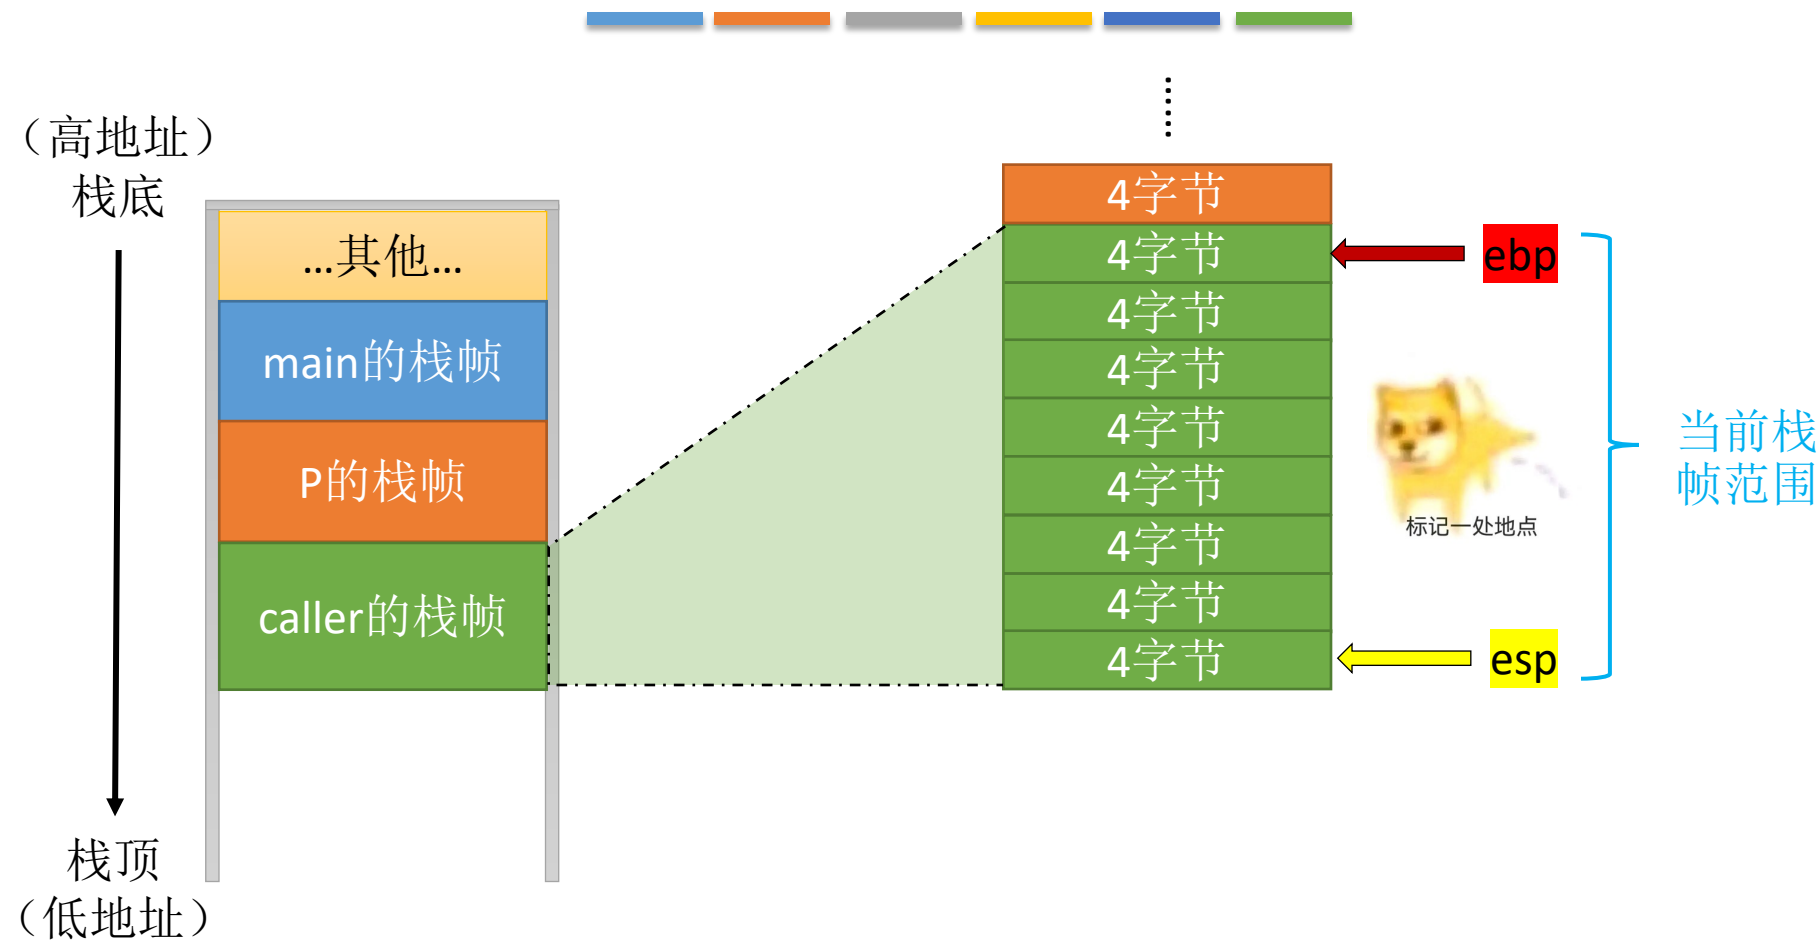 （高地址）
栈底
...其他...
main的栈帧
P的栈帧
caller的栈帧
栈顶
（低地址）
......
4字节
4字节
4字节
4字节
4字节
4字节
4字节
4字节
4字节
ebp
标记一处地点
esp
当前栈
帧范围